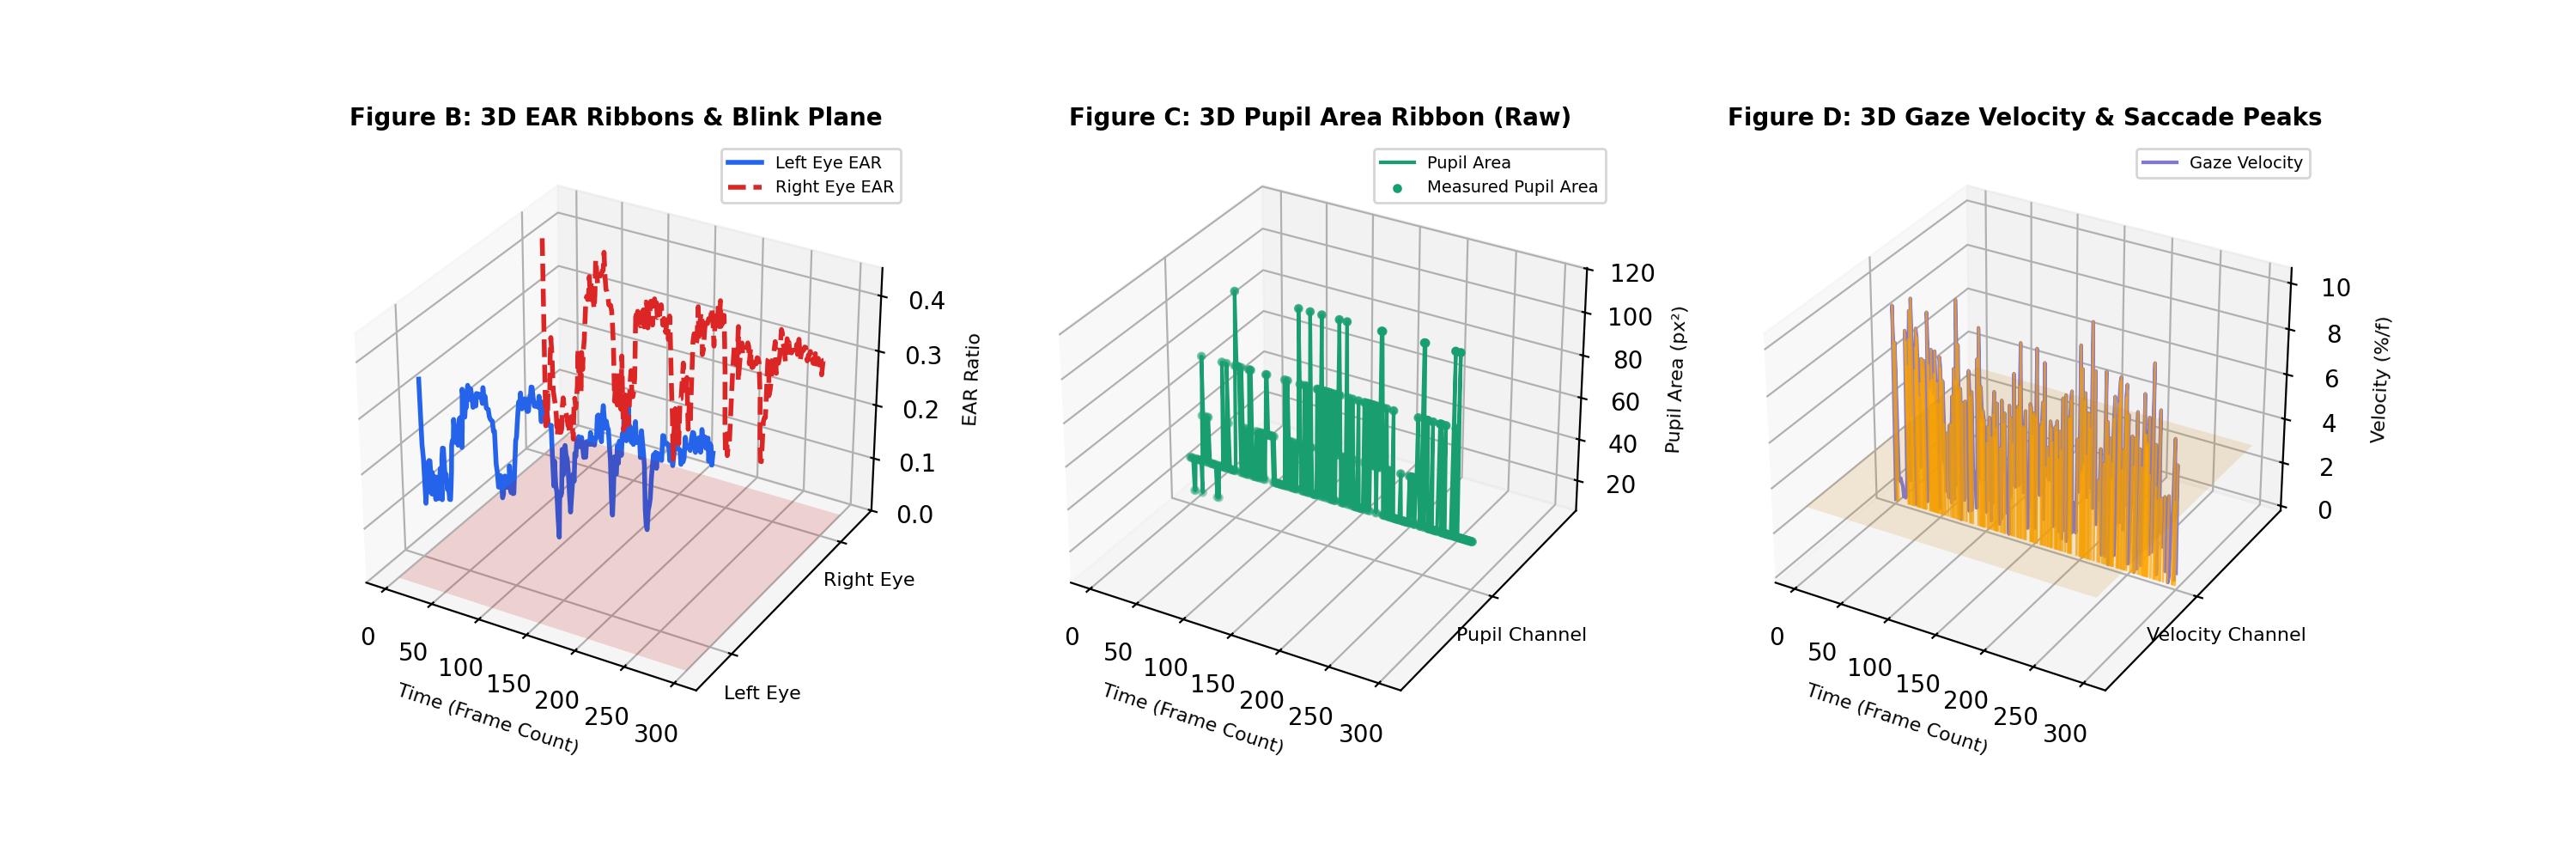 Figure B: 3D EAR Ribbons & Blink Plane
Left Eye EAR
Right Eye EAR
0.4
0.3
0.2
0.1
0.0
EAR Ratio
Right Eye
Left Eye
0
50
100
150
200
250
300
Time (Frame Count)
Figure C: 3D Pupil Area Ribbon (Raw)
Pupil Area
Measured Pupil Area
120
100
80
60
40
20
Pupil Area (px²)
Pupil Channel
0
50
100
150
200
250
300
Time (Frame Count)
Figure D: 3D Gaze Velocity & Saccade Peaks
Gaze Velocity
10
8
6
4
2
0
Velocity (%/f)
Velocity Channel
0
50
100
150
200
250
300
Time (Frame Count)